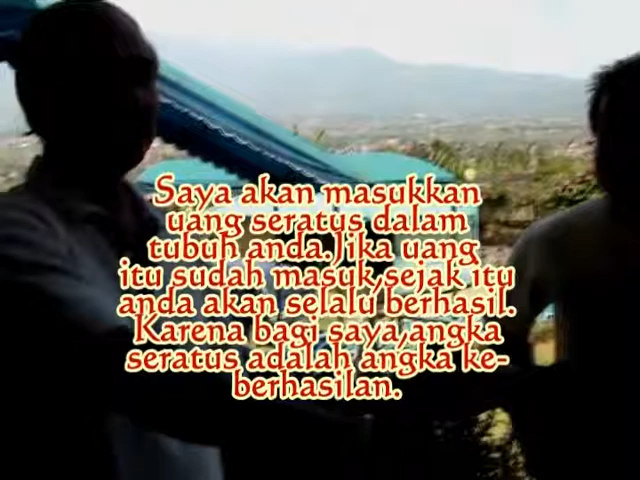 Saya akan masukkan
uang seratus dalam
tubuh anda.Jika uang
itu sudah masuk,sejak itu
anda akan selalu berhasil.
Karena bagi saya,angka
seratus adalah angka ke-
berhasilan.